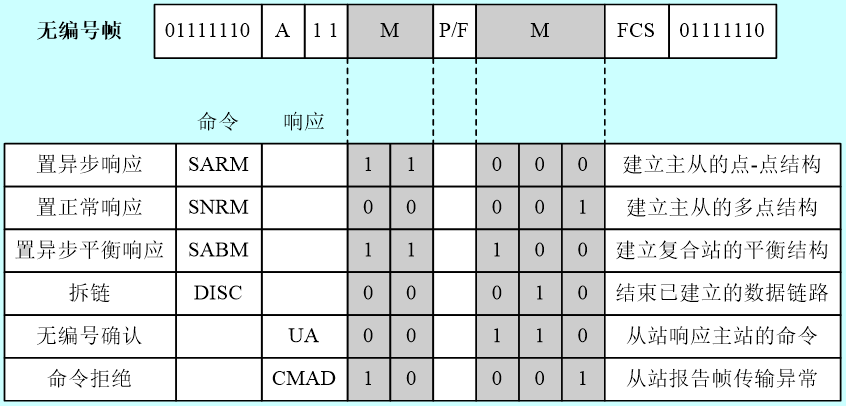 无编号帧 01111110 A 1 1 M P/F M FCS 01111110
命令 响应
置异步响应 SARM 1 1 0 0 0 建立主从的点-点结构
置正常响应 SNRM 0 0 0 0 1 建立主从的多点结构
置异步平衡响应 SABM 1 1 1 0 0 建立复合站的平衡结构
拆链 DISC 0 0 0 1 0 结束已建立的数据链路
无编号确认 UA 0 0 1 1 0 从站响应主站的命令
命令拒绝 CMAD 1 0 0 0 1 从站报告帧传输异常